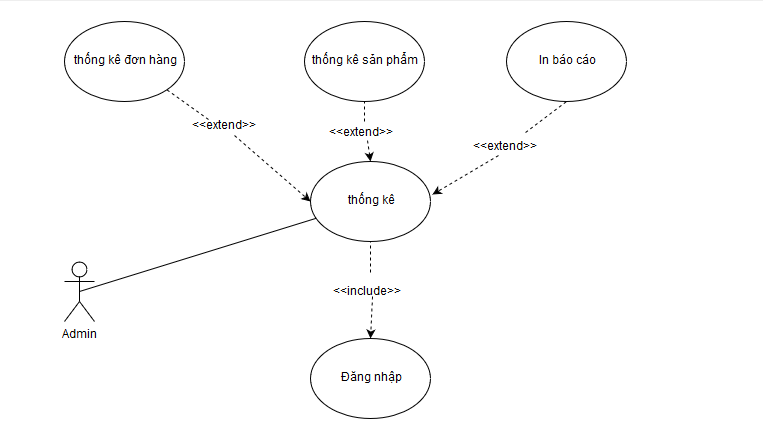 thống kê đơn hàng
thống kê sản phẩm
In báo cáo
<<extend>>
<<extend>>
<<extend>>
thống kê
<<include>>
Admin
Đăng nhập